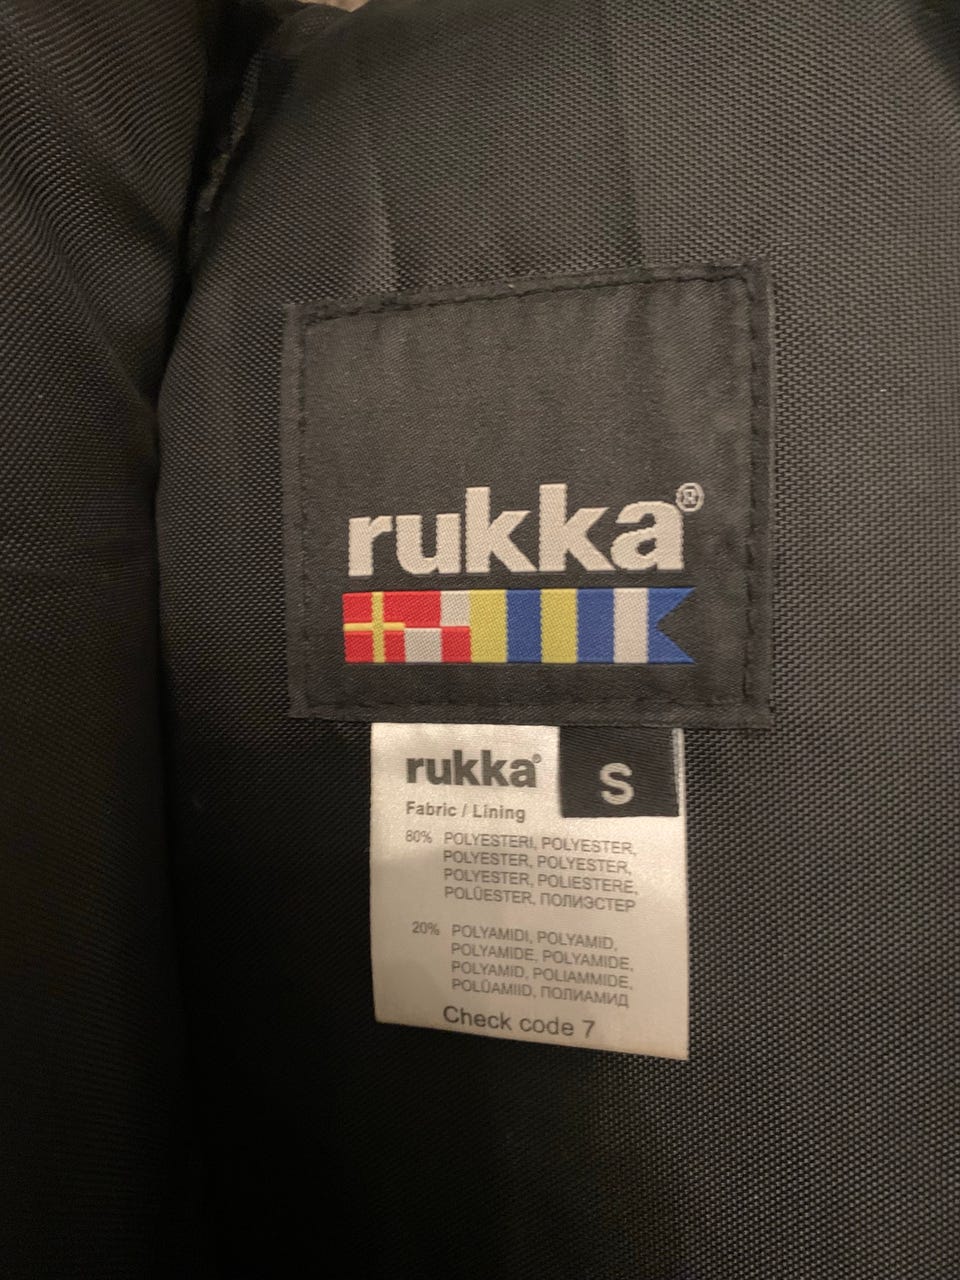 rukka®
rukka®
S
Fabric / Lining
80% POLYESTERI, POLYESTER,
POLYESTER, POLYESTER,
POLYESTER, POLIESTERE,
POLÜESTER, ПОЛИЭСТЕР
20% POLYAMIDI, POLYAMID,
POLYAMIDE, POLYAMIDE,
POLYAMID, POLIAMMIDE,
POLÜAMIID, ПОЛИАМИД
Check code 7